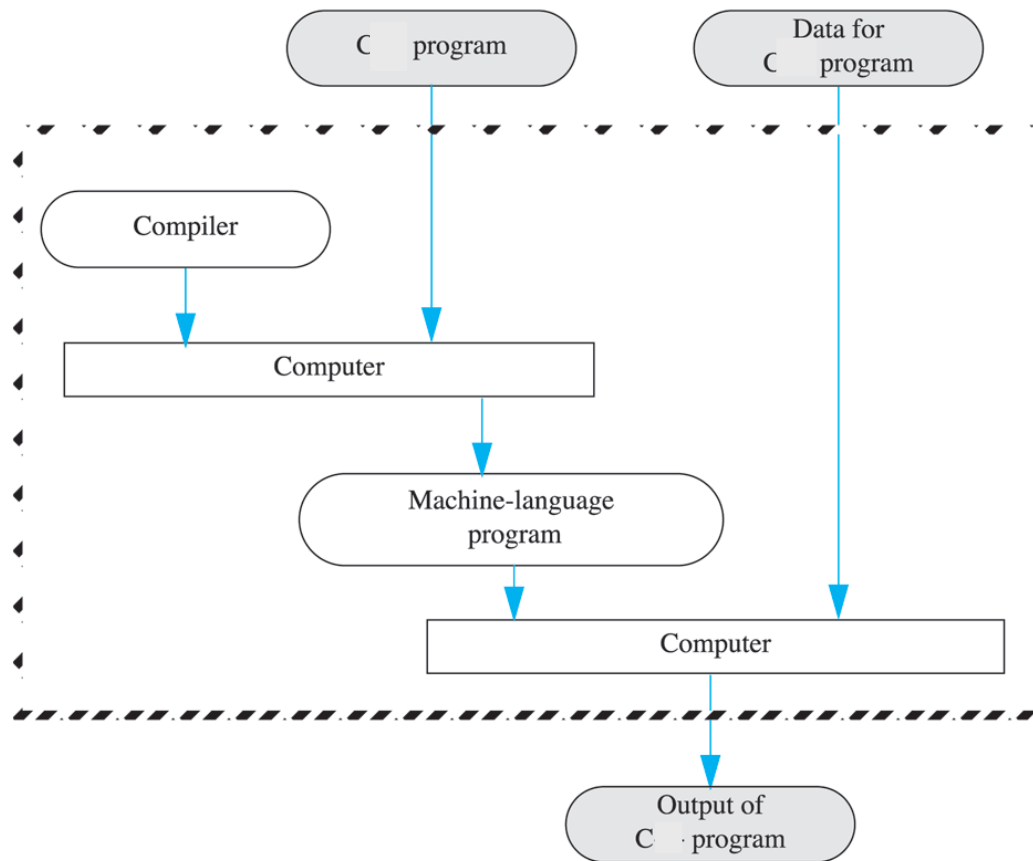 C program
Data for
C program
Compiler
Computer
Machine-language
program
Computer
Output of
C program